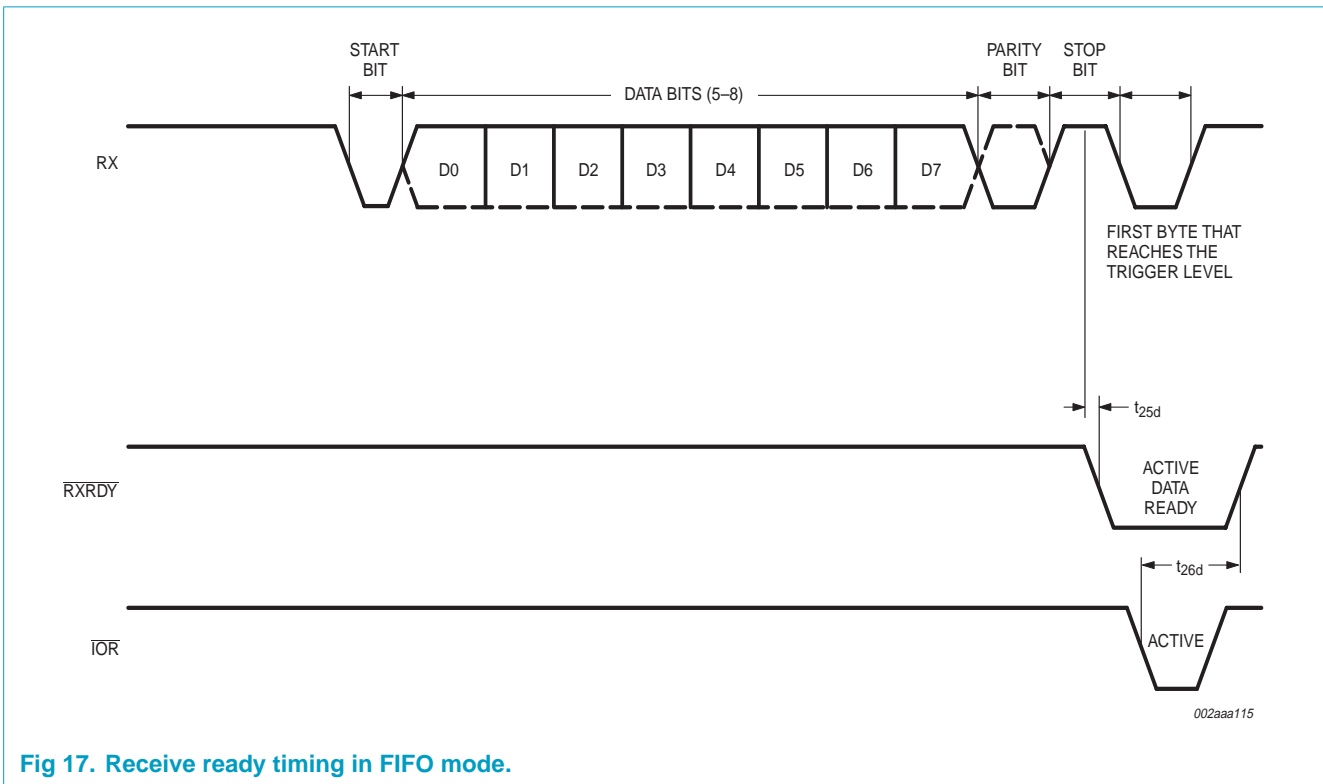 START
BIT
DATA BITS (5–8)
PARITY
BIT
STOP
BIT
RX
D0 D1 D2 D3 D4 D5 D6 D7
FIRST BYTE THAT
REACHES THE
TRIGGER LEVEL
t25d
RXRDY
ACTIVE
DATA
READY
t26d
IOR
ACTIVE
002aaa115
Fig 17. Receive ready timing in FIFO mode.